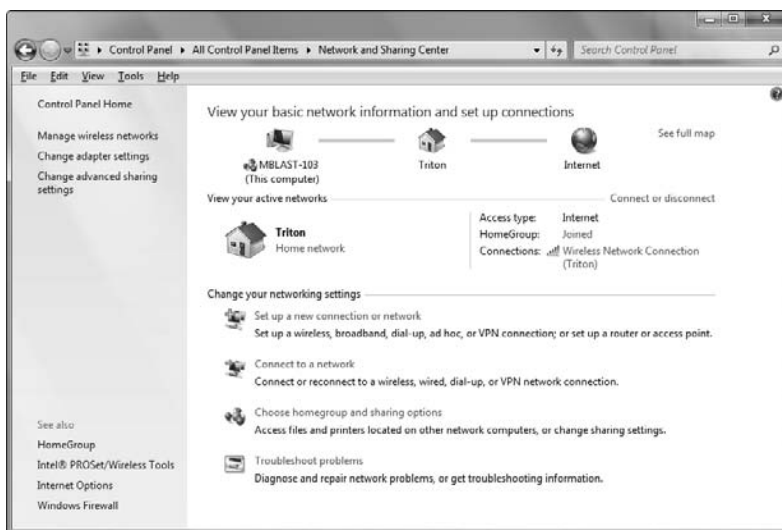 Control Panel ▸ All Control Panel Items ▸ Network and Sharing Center
Search Control Panel
File Edit View Tools Help
Control Panel Home
Manage wireless networks
Change adapter settings
Change advanced sharing
settings
See also
HomeGroup
Intel® PROSet/Wireless Tools
Internet Options
Windows Firewall
View your basic network information and set up connections
See full map
MBLAST-103
(This computer)
Triton
Internet
View your active networks
Connect or disconnect
Triton
Home network
Access type: Internet
HomeGroup: Joined
Connections: Wireless Network Connection
(Triton)
Change your networking settings
Set up a new connection or network
Set up a wireless, broadband, dial-up, ad hoc, or VPN connection; or set up a router or access point.
Connect to a network
Connect or reconnect to a wireless, wired, dial-up, or VPN network connection.
Choose homegroup and sharing options
Access files and printers located on other network computers, or change sharing settings.
Troubleshoot problems
Diagnose and repair network problems, or get troubleshooting information.